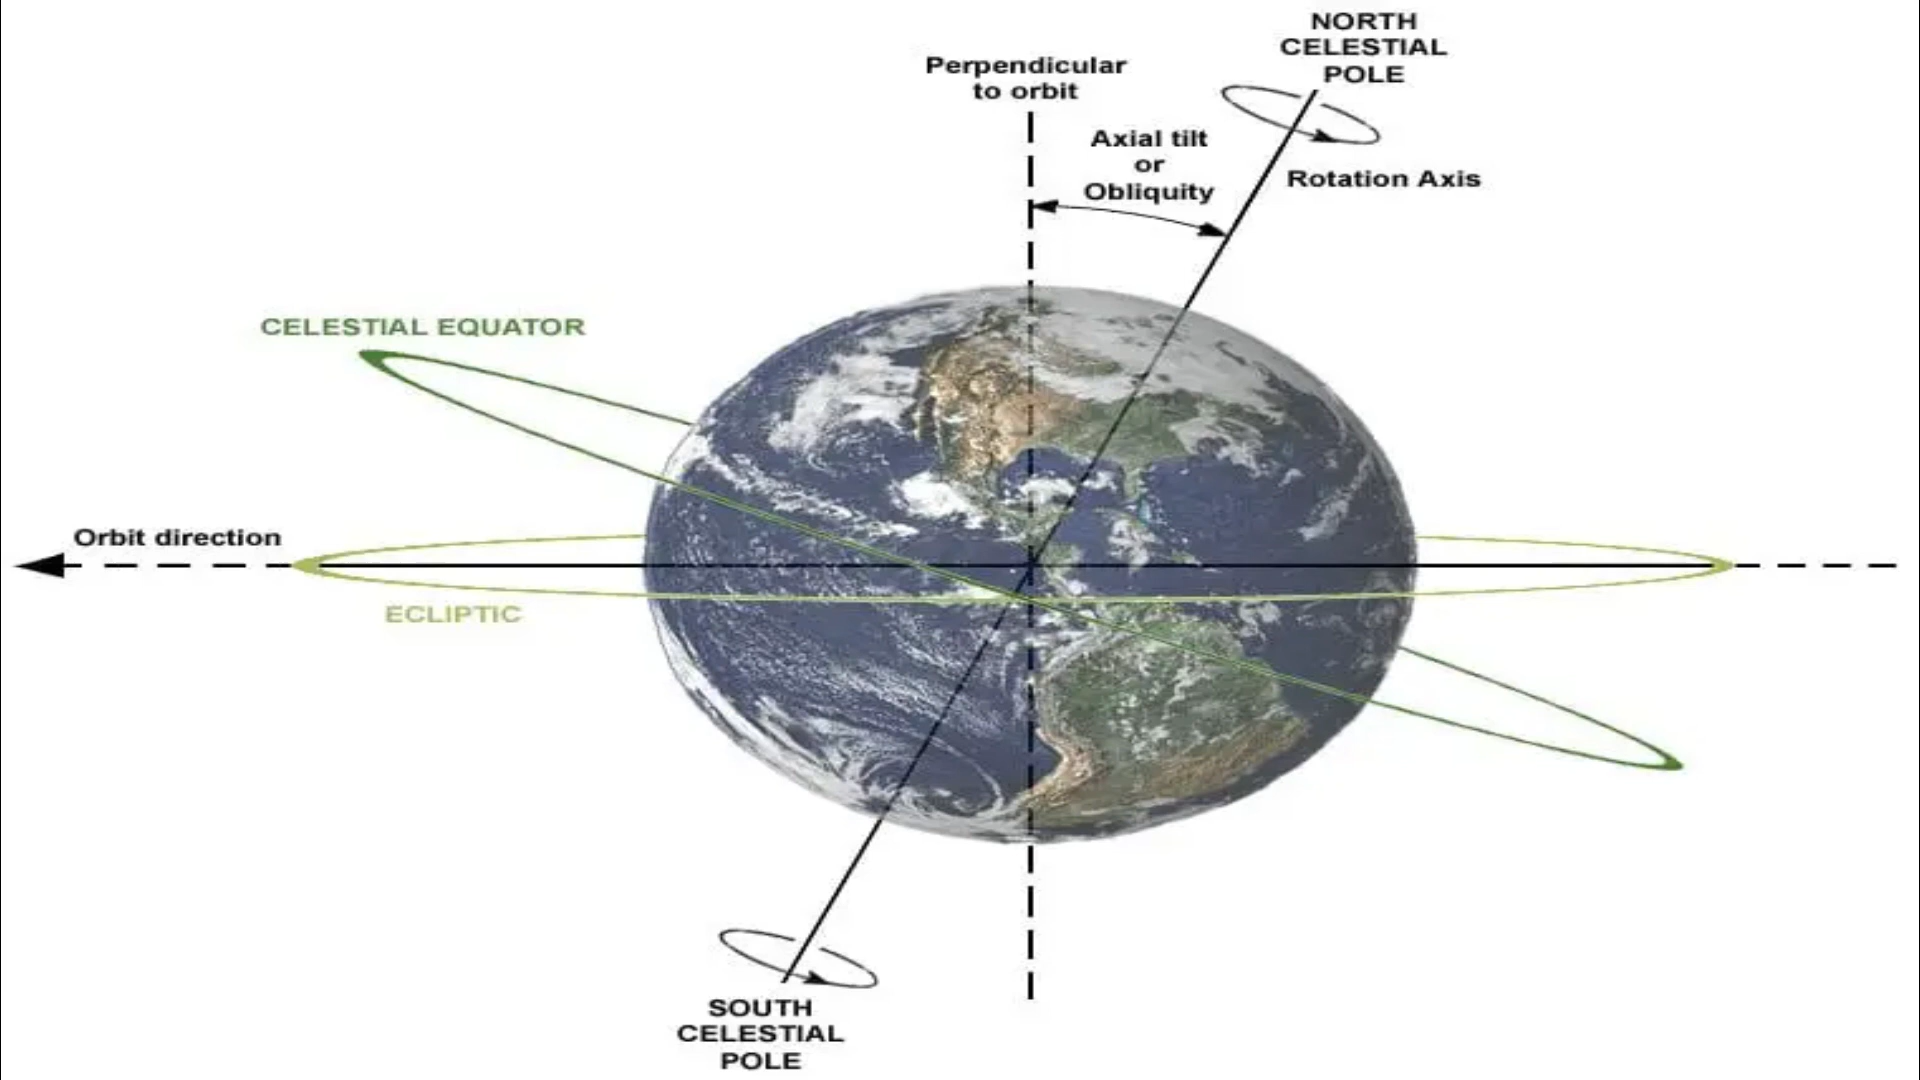 NORTH
CELESTIAL
POLE
Perpendicular
to orbit
Axial tilt
or
Obliquity
Rotation Axis
CELESTIAL EQUATOR
Orbit direction
ECLIPTIC
SOUTH
CELESTIAL
POLE